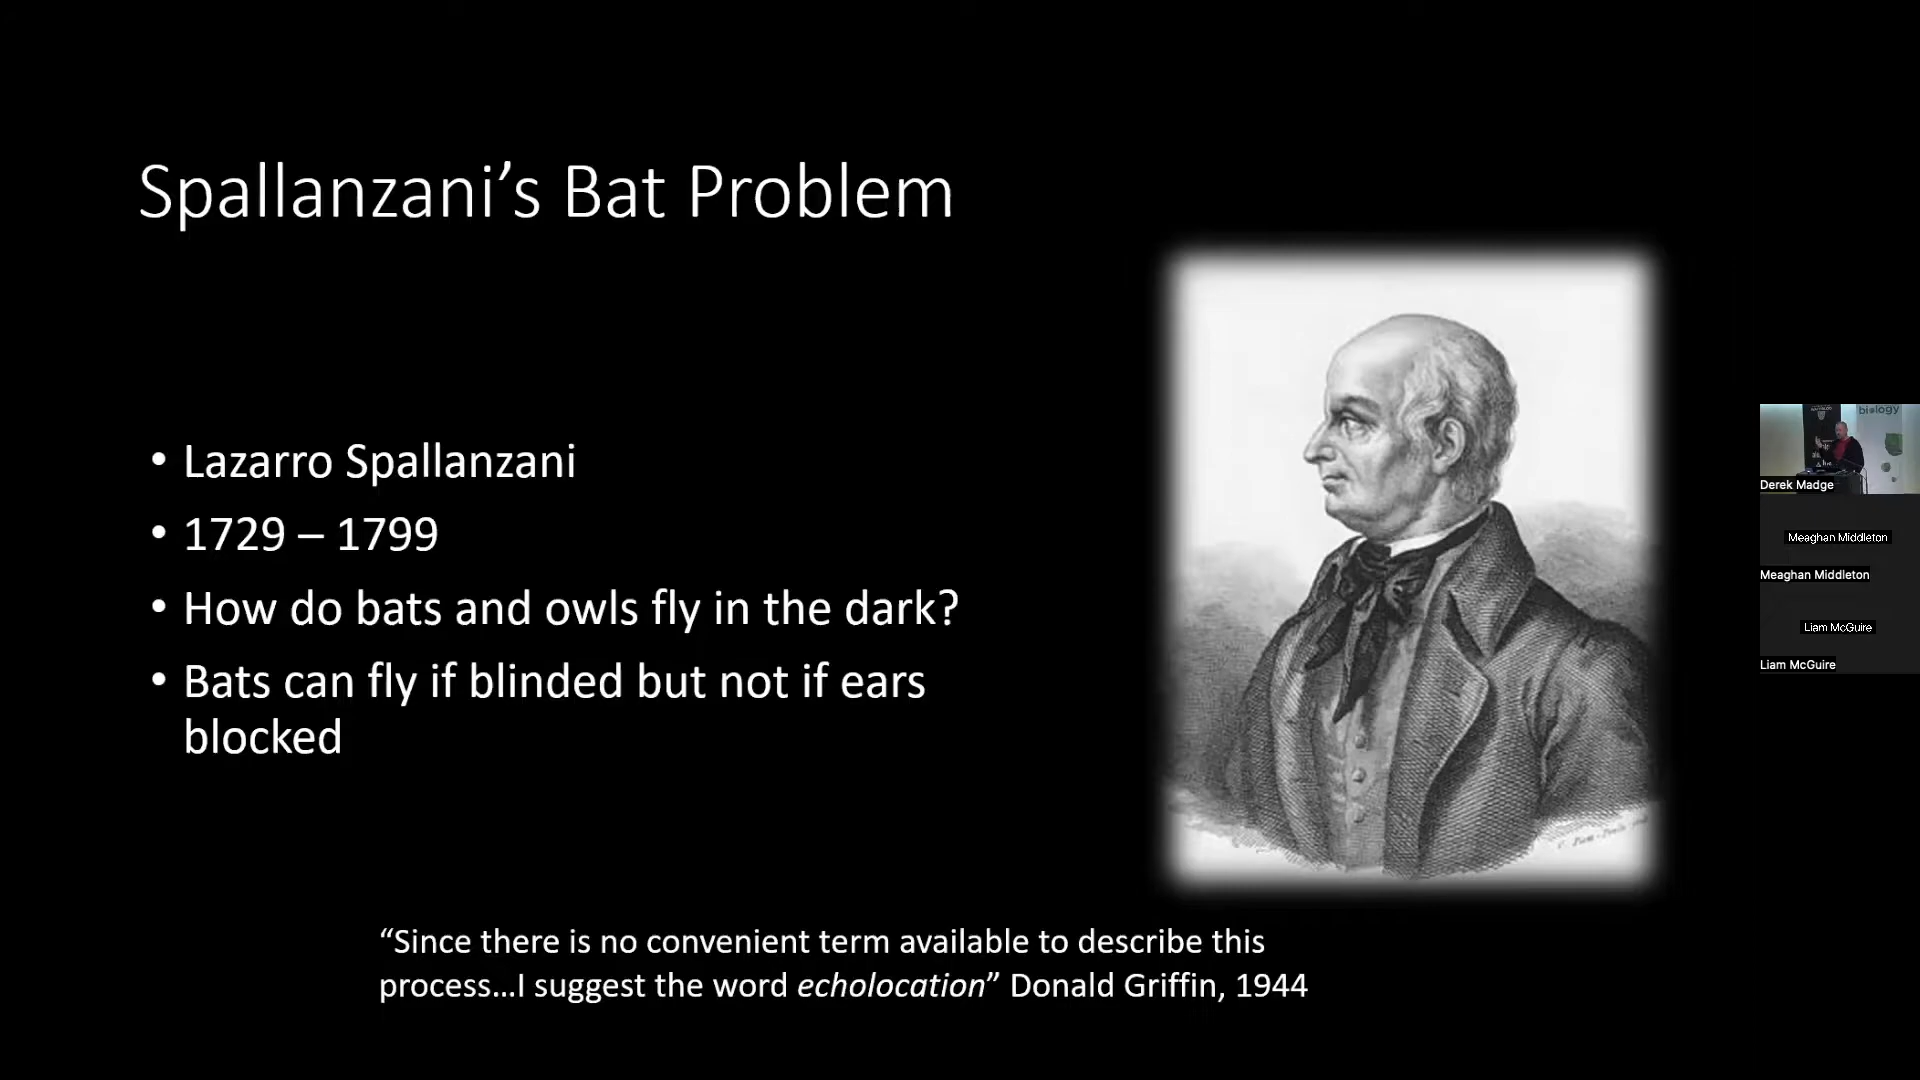 Spallanzani’s Bat Problem
• Lazarro Spallanzani
• 1729 – 1799
• How do bats and owls fly in the dark?
• Bats can fly if blinded but not if ears
blocked
“Since there is no convenient term available to describe this
process...I suggest the word echolocation” Donald Griffin, 1944
biology
Derek Madge
Meaghan Middleton
Meaghan Middleton
Liam McGuire
Liam McGuire